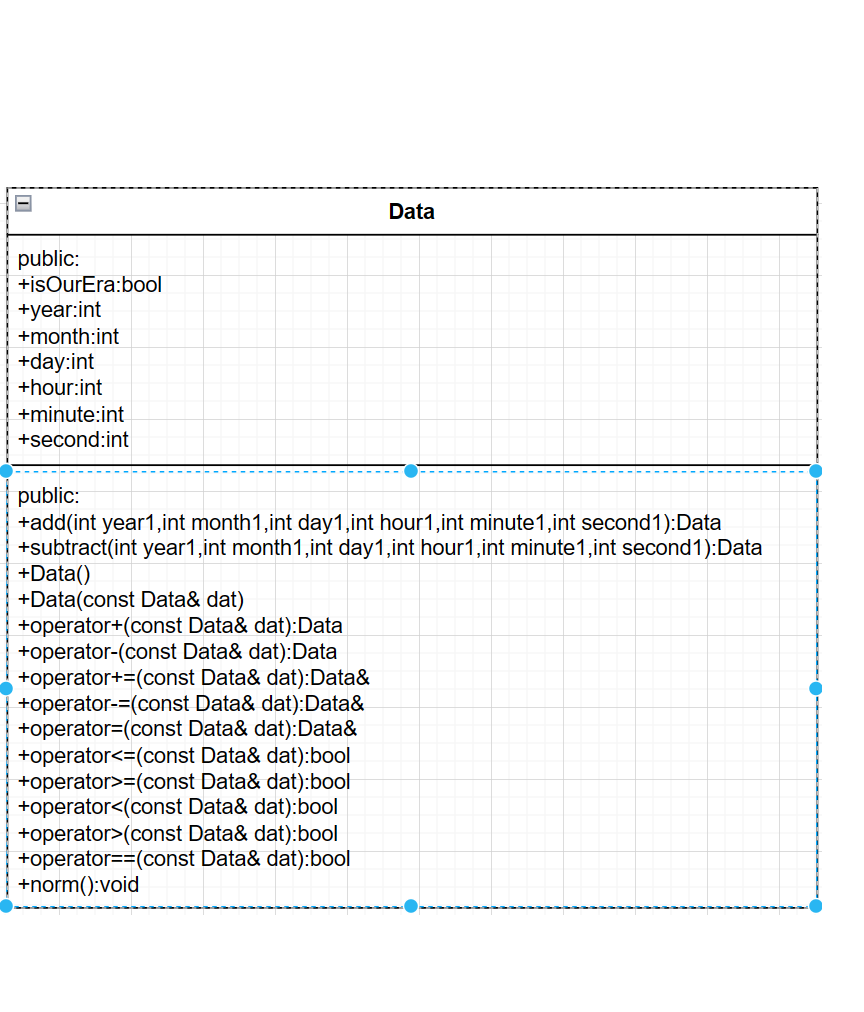 Data
public:
+isOurEra:bool
+year:int
+month:int
+day:int
+hour:int
+minute:int
+second:int
public:
+add(int year1,int month1,int day1,int hour1,int minute1,int second1):Data
+subtract(int year1,int month1,int day1,int hour1,int minute1,int second1):Data
+Data()
+Data(const Data& dat)
+operator+(const Data& dat):Data
+operator-(const Data& dat):Data
+operator+=(const Data& dat):Data&
+operator-=(const Data& dat):Data&
+operator=(const Data& dat):Data&
+operator<=(const Data& dat):bool
+operator>=(const Data& dat):bool
+operator<(const Data& dat):bool
+operator>(const Data& dat):bool
+operator==(const Data& dat):bool
+norm():void